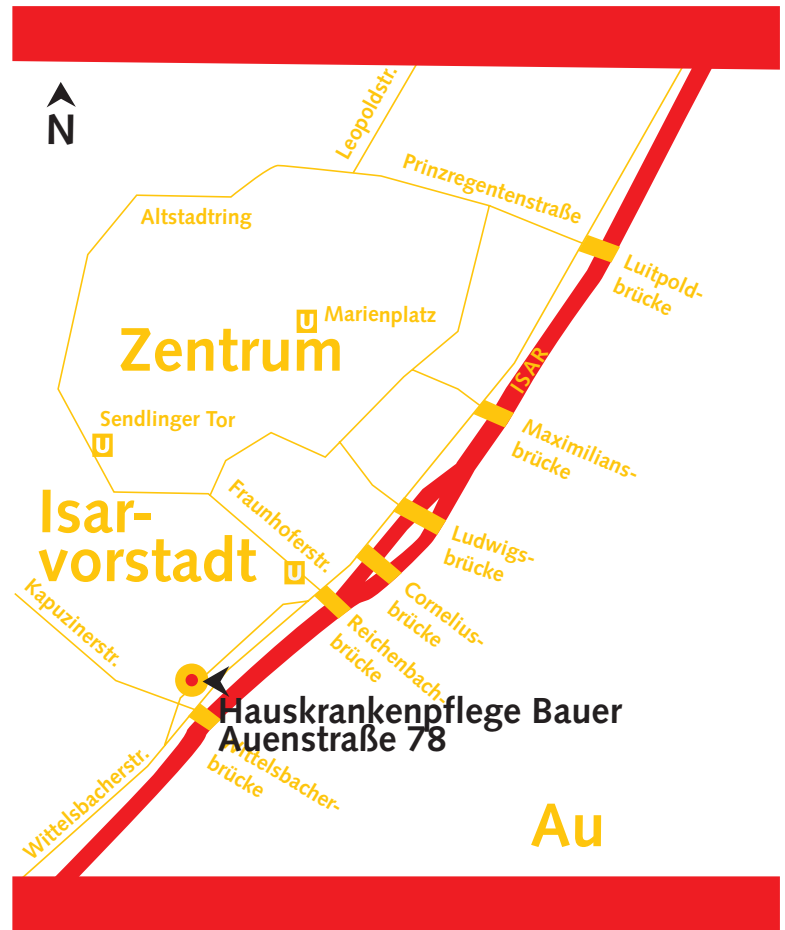 N
Leopoldstr.
Prinzregentenstraße
Altstadtring
Luitpold-
brücke
U Marienplatz
Zentrum
ISAR
Sendlinger Tor
U
Maximilians-
brücke
Isar-
vorstadt
Fraunhoferstr.
U
Ludwigs-
brücke
Kapuzinerstr.
Cornelius-
brücke
Reichenbach-
brücke
Hauskrankenpflege Bauer
Auenstraße 78
Wittelsbacher-
brücke
Wittelsbacherstr.
Au